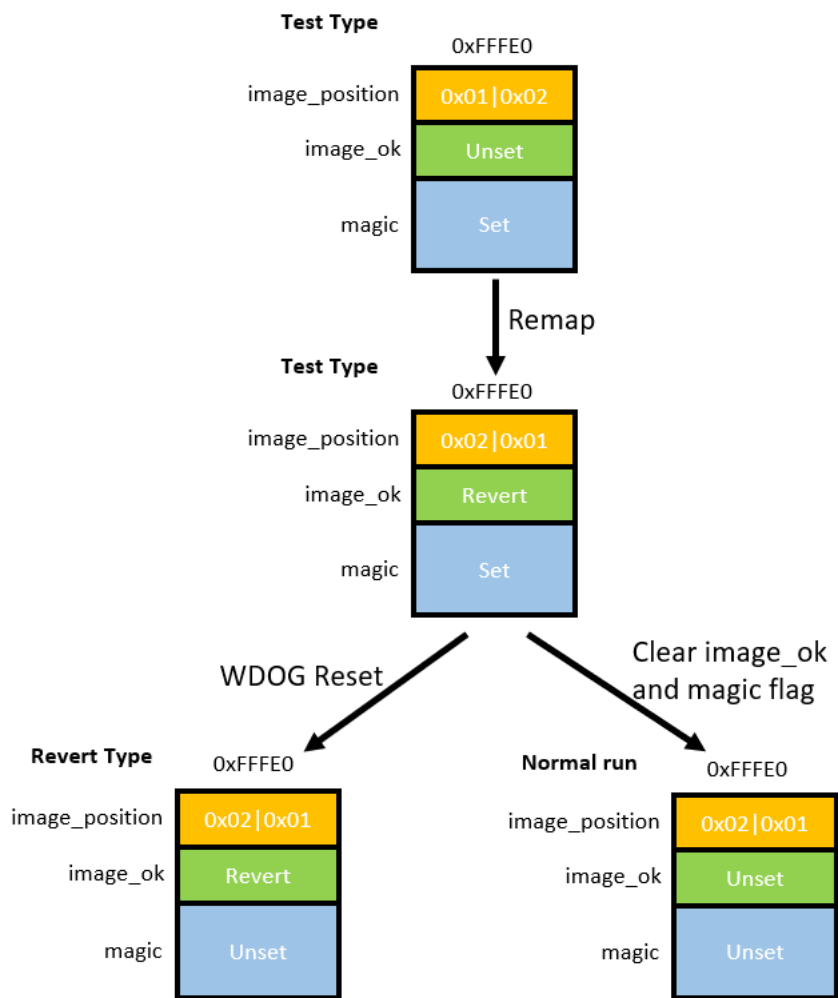 Test Type
0xFFFE0
image_position
0x01|0x02
image_ok
Unset
magic
Set
Remap
Test Type
0xFFFE0
image_position
0x02|0x01
image_ok
Revert
magic
Set
WDOG Reset
Clear image_ok
and magic flag
Revert Type
0xFFFE0
image_position
0x02|0x01
image_ok
Revert
magic
Unset
Normal run
0xFFFE0
image_position
0x02|0x01
image_ok
Unset
magic
Unset